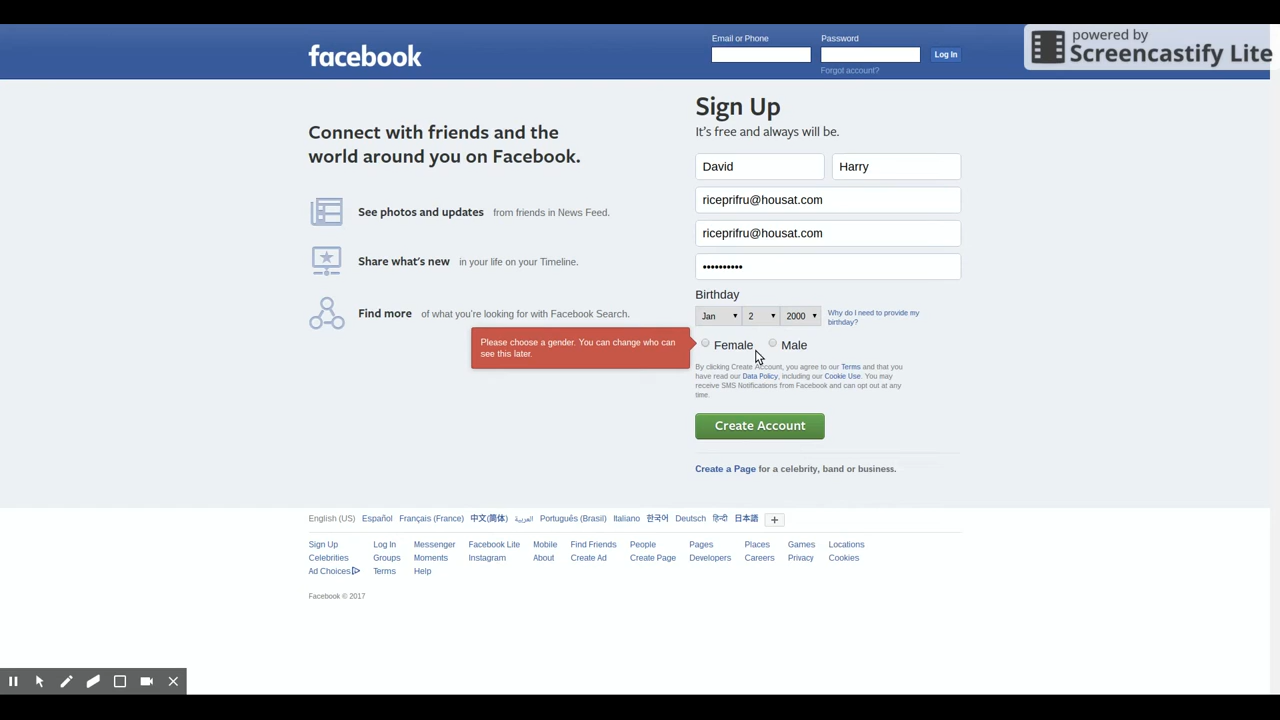 powered by
Screencastify Lite
facebook
Email or Phone
Password
Log In
Forgot account?
Connect with friends and the
world around you on Facebook.
See photos and updates from friends in News Feed.
Share what's new in your life on your Timeline.
Find more of what you're looking for with Facebook Search.
Sign Up
It's free and always will be.
David
Harry
riceprifru@housat.com
riceprifru@housat.com
••••••••••
Birthday
Jan 2 2000
Why do I need to provide my
birthday?
Please choose a gender. You can change who can
see this later.
Female Male
By clicking Create Account, you agree to our Terms and that you
have read our Data Policy, including our Cookie Use. You may
receive SMS Notifications from Facebook and can opt out at any
time.
Create Account
Create a Page for a celebrity, band or business.
English (US) Español Français (France) 中文(简体) العربية Português (Brasil) Italiano 한국어 Deutsch हिन्दी 日本語 +
Sign Up Log In Messenger Facebook Lite Mobile Find Friends People Pages Places Games Locations
Celebrities Groups Moments Instagram About Create Ad Create Page Developers Careers Privacy Cookies
Ad Choices Terms Help
Facebook © 2017